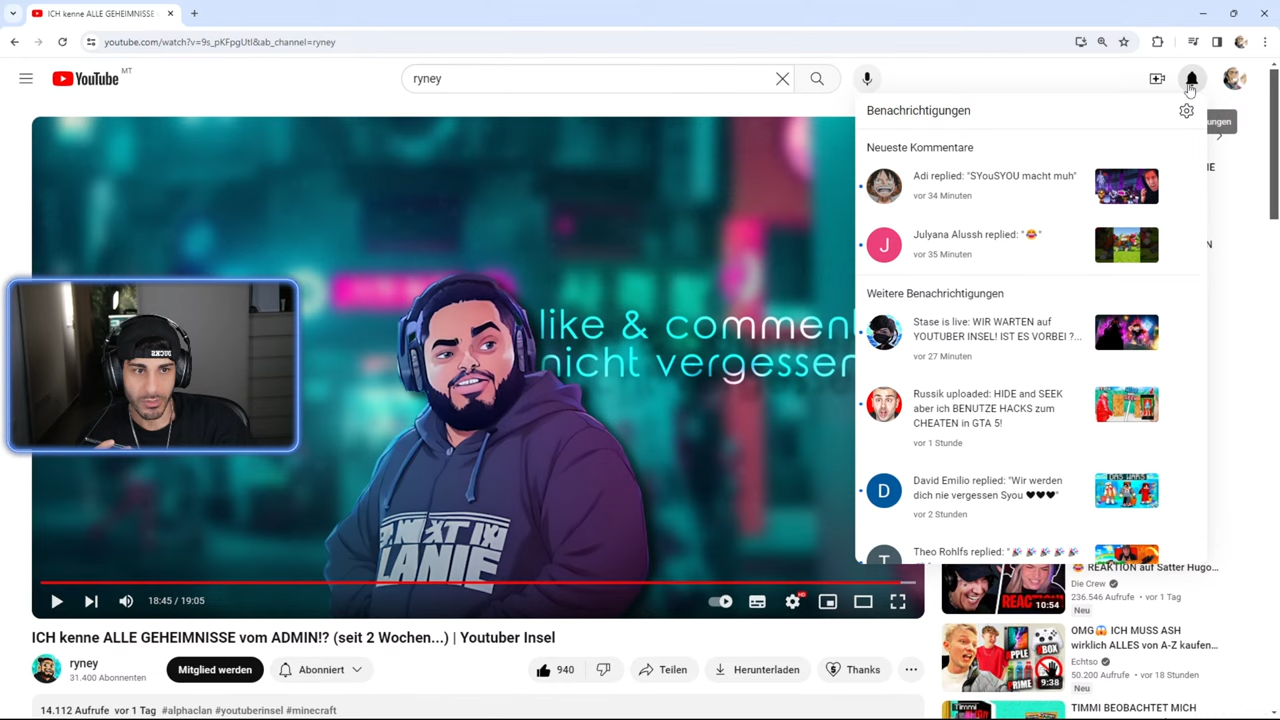 ICH kenne ALLE GEHEIMNISSE
youtube.com/watch?v=9s_pKFpgUtI&ab_channel=ryney
YouTube MT
ryney
Benachrichtigungen
ungen
Neueste Kommentare
Adi replied: "SYouSYOU macht muh"
vor 34 Minuten
Julyana Alussh replied: "😂"
vor 35 Minuten
J
Weitere Benachrichtigungen
Stase is live: WIR WARTEN auf
YOUTUBER INSEL! IST ES VORBEI ?...
vor 27 Minuten
Russik uploaded: HIDE and SEEK
aber ich BENUTZE HACKS zum
CHEATEN in GTA 5!
vor 1 Stunde
David Emilio replied: "Wir werden
dich nie vergessen Syou ♥♥♥"
vor 2 Stunden
D
Theo Rohlfs replied: "🎉 🎉 🎉 🎉 🎉
T
like & comment
nicht vergessen
18:45 / 19:05
ICH kenne ALLE GEHEIMNISSE vom ADMIN!? (seit 2 Wochen...) | Youtuber Insel
ryney
31.400 Abonnenten
Mitglied werden
Abonniert
940
Teilen
Herunterladen
Thanks
14.112 Aufrufe vor 1 Tag #alphaclan #youtuberinsel #minecraft
😂 REAKTION auf Satter Hugo...
Die Crew
236.546 Aufrufe • vor 1 Tag
Neu
REACTION
10:54
OMG😱 ICH MUSS ASH
wirklich ALLES von A-Z kaufen...
Echtso
50.200 Aufrufe • vor 18 Stunden
Neu
9:38
TIMMI BEOBACHTET MICH